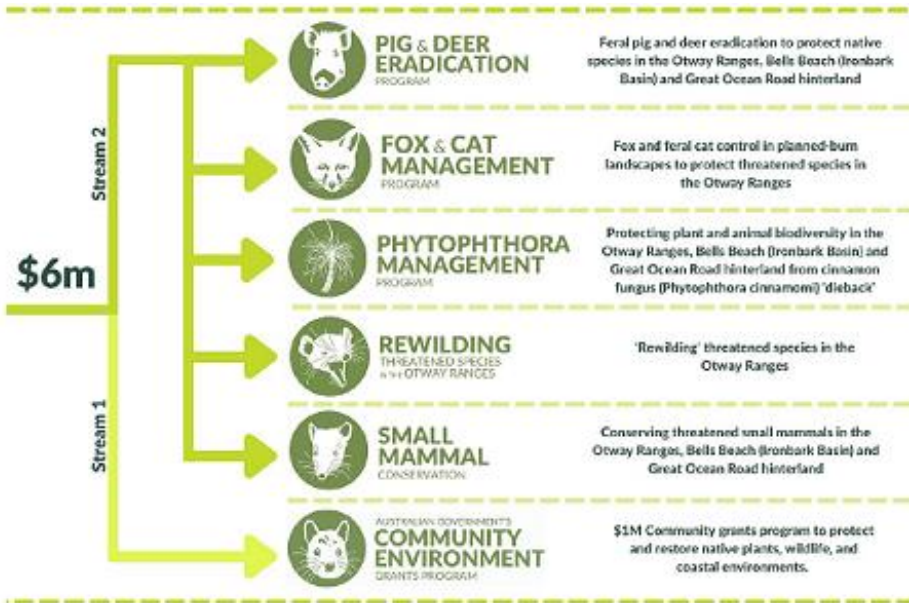 $6m
Stream 2
Stream 1
PIG & DEER
ERADICATION
PROGRAM
Feral pig and deer eradication to protect native
species in the Otway Ranges, Bells Beach (Ironbark
Basin) and Great Ocean Road hinterland
FOX & CAT
MANAGEMENT
PROGRAM
Fox and feral cat control in planned-burn
landscapes to protect threatened species in
the Otway Ranges
PHYTOPHTHORA
MANAGEMENT
PROGRAM
Protecting plant and animal biodiversity in the
Otway Ranges, Bells Beach (Ironbark Basin) and
Great Ocean Road hinterland from cinnamon
fungus (Phytophthora cinnamomi) 'dieback'
REWILDING
THREATENED SPECIES
IN THE OTWAY RANGES
'Rewilding' threatened species in the
Otway Ranges
SMALL
MAMMAL
CONSERVATION
Conserving threatened small mammals in the
Otway Ranges, Bells Beach (Ironbark Basin) and
Great Ocean Road hinterland
AUSTRALIAN GOVERNMENT'S
COMMUNITY
ENVIRONMENT
GRANTS PROGRAM
$1M Community grants program to protect
and restore native plants, wildlife, and
coastal environments.